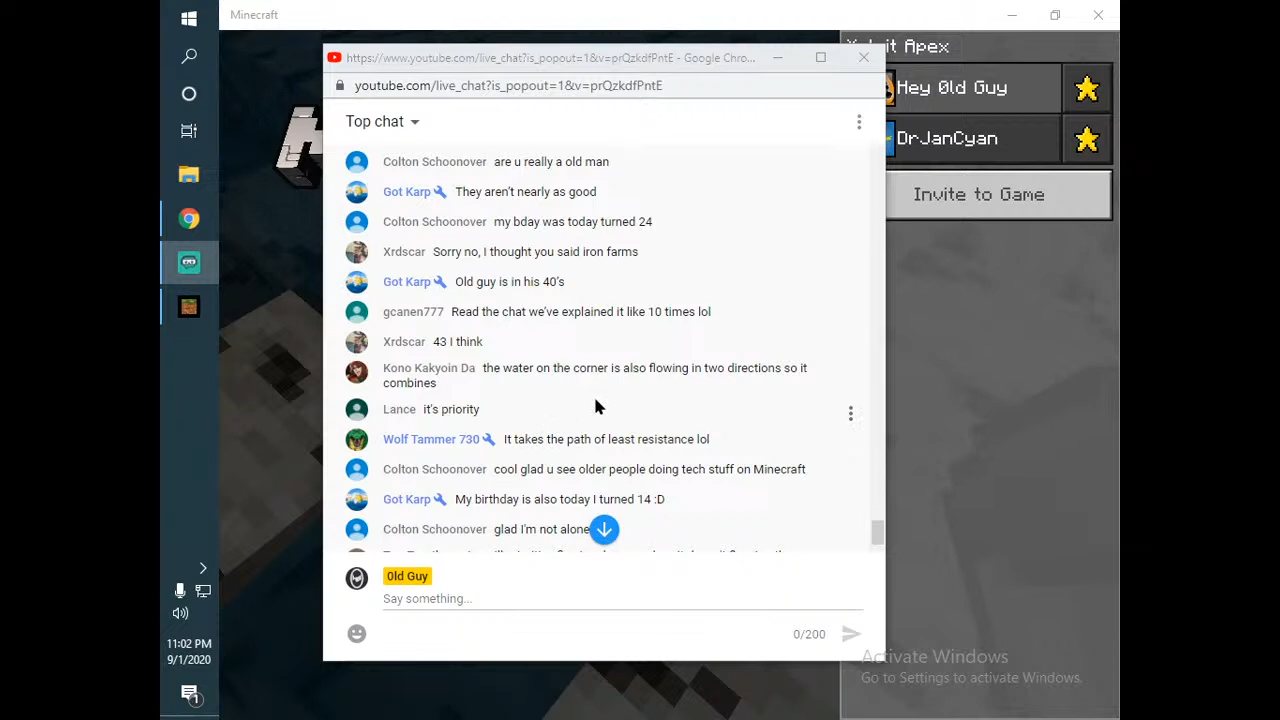 Minecraft
https://www.youtube.com/live_chat?is_popout=1&v=prQzkdfPntE - Google Chro...
youtube.com/live_chat?is_popout=1&v=prQzkdfPntE
Apex
Hey 0ld Guy
DrJanCyan
Invite to Game
Top chat
Colton Schoonover are u really a old man
Got Karp They aren't nearly as good
Colton Schoonover my bday was today turned 24
Xrdscar Sorry no, I thought you said iron farms
Got Karp Old guy is in his 40's
gcanen777 Read the chat we've explained it like 10 times lol
Xrdscar 43 I think
Kono Kakyoin Da the water on the corner is also flowing in two directions so it
combines
Lance it's priority
Wolf Tammer 730 It takes the path of least resistance lol
Colton Schoonover cool glad u see older people doing tech stuff on Minecraft
Got Karp My birthday is also today I turned 14 :D
Colton Schoonover glad I'm not alone
0ld Guy
Say something...
0/200
11:02 PM
9/1/2020
1
Activate Windows
Go to Settings to activate Windows.